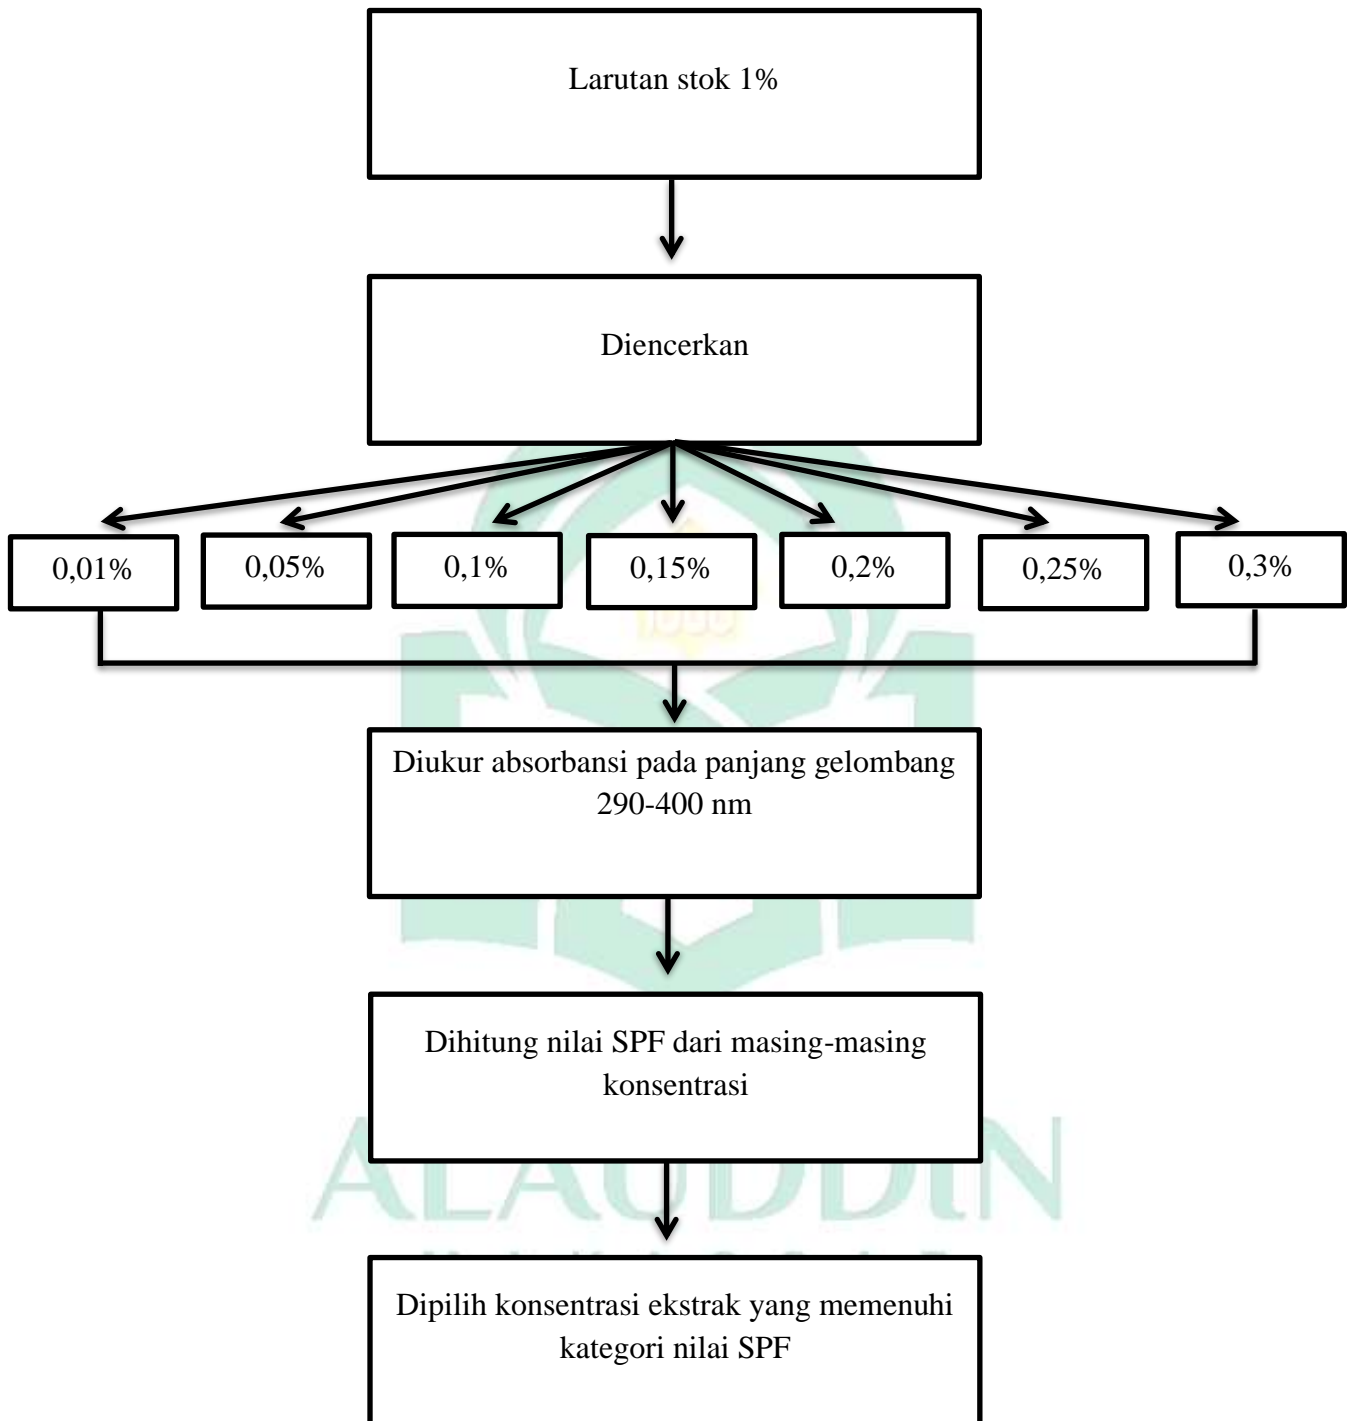 Larutan stok 1%
Diencerkan
0,01%
0,05%
0,1%
0,15%
0,2%
0,25%
0,3%
1965
Diukur absorbansi pada panjang gelombang
290-400 nm
Dihitung nilai SPF dari masing-masing
konsentrasi
ALAUDDIN
Dipilih konsentrasi ekstrak yang memenuhi
kategori nilai SPF